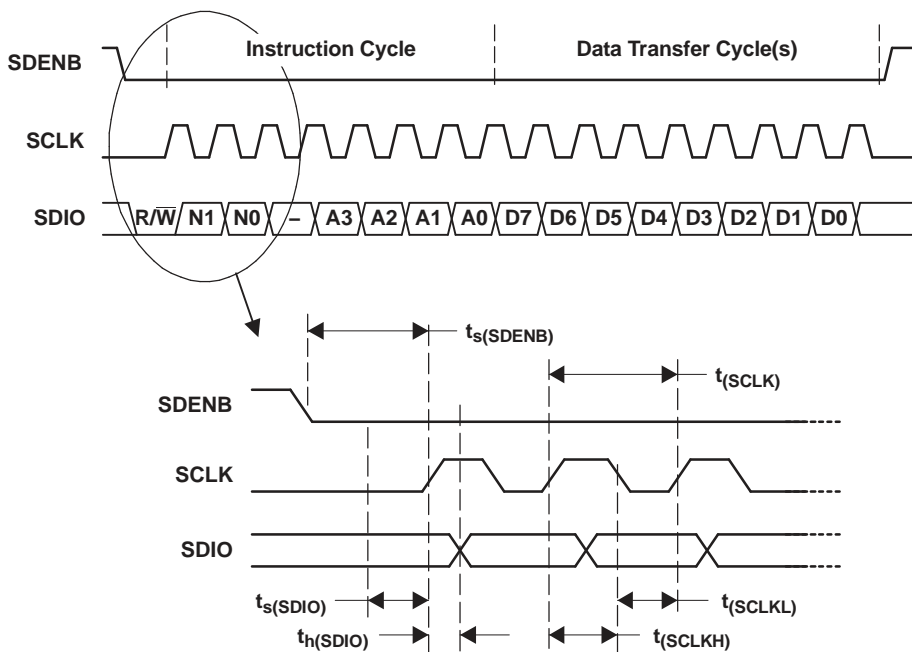 Instruction Cycle Data Transfer Cycle(s)
SDENB
SCLK
SDIO R/W̅ N1 N0 – A3 A2 A1 A0 D7 D6 D5 D4 D3 D2 D1 D0
ts(SDENB)
t(SCLK)
SDENB
SCLK
SDIO
ts(SDIO) t(SCLKL)
th(SDIO) t(SCLKH)